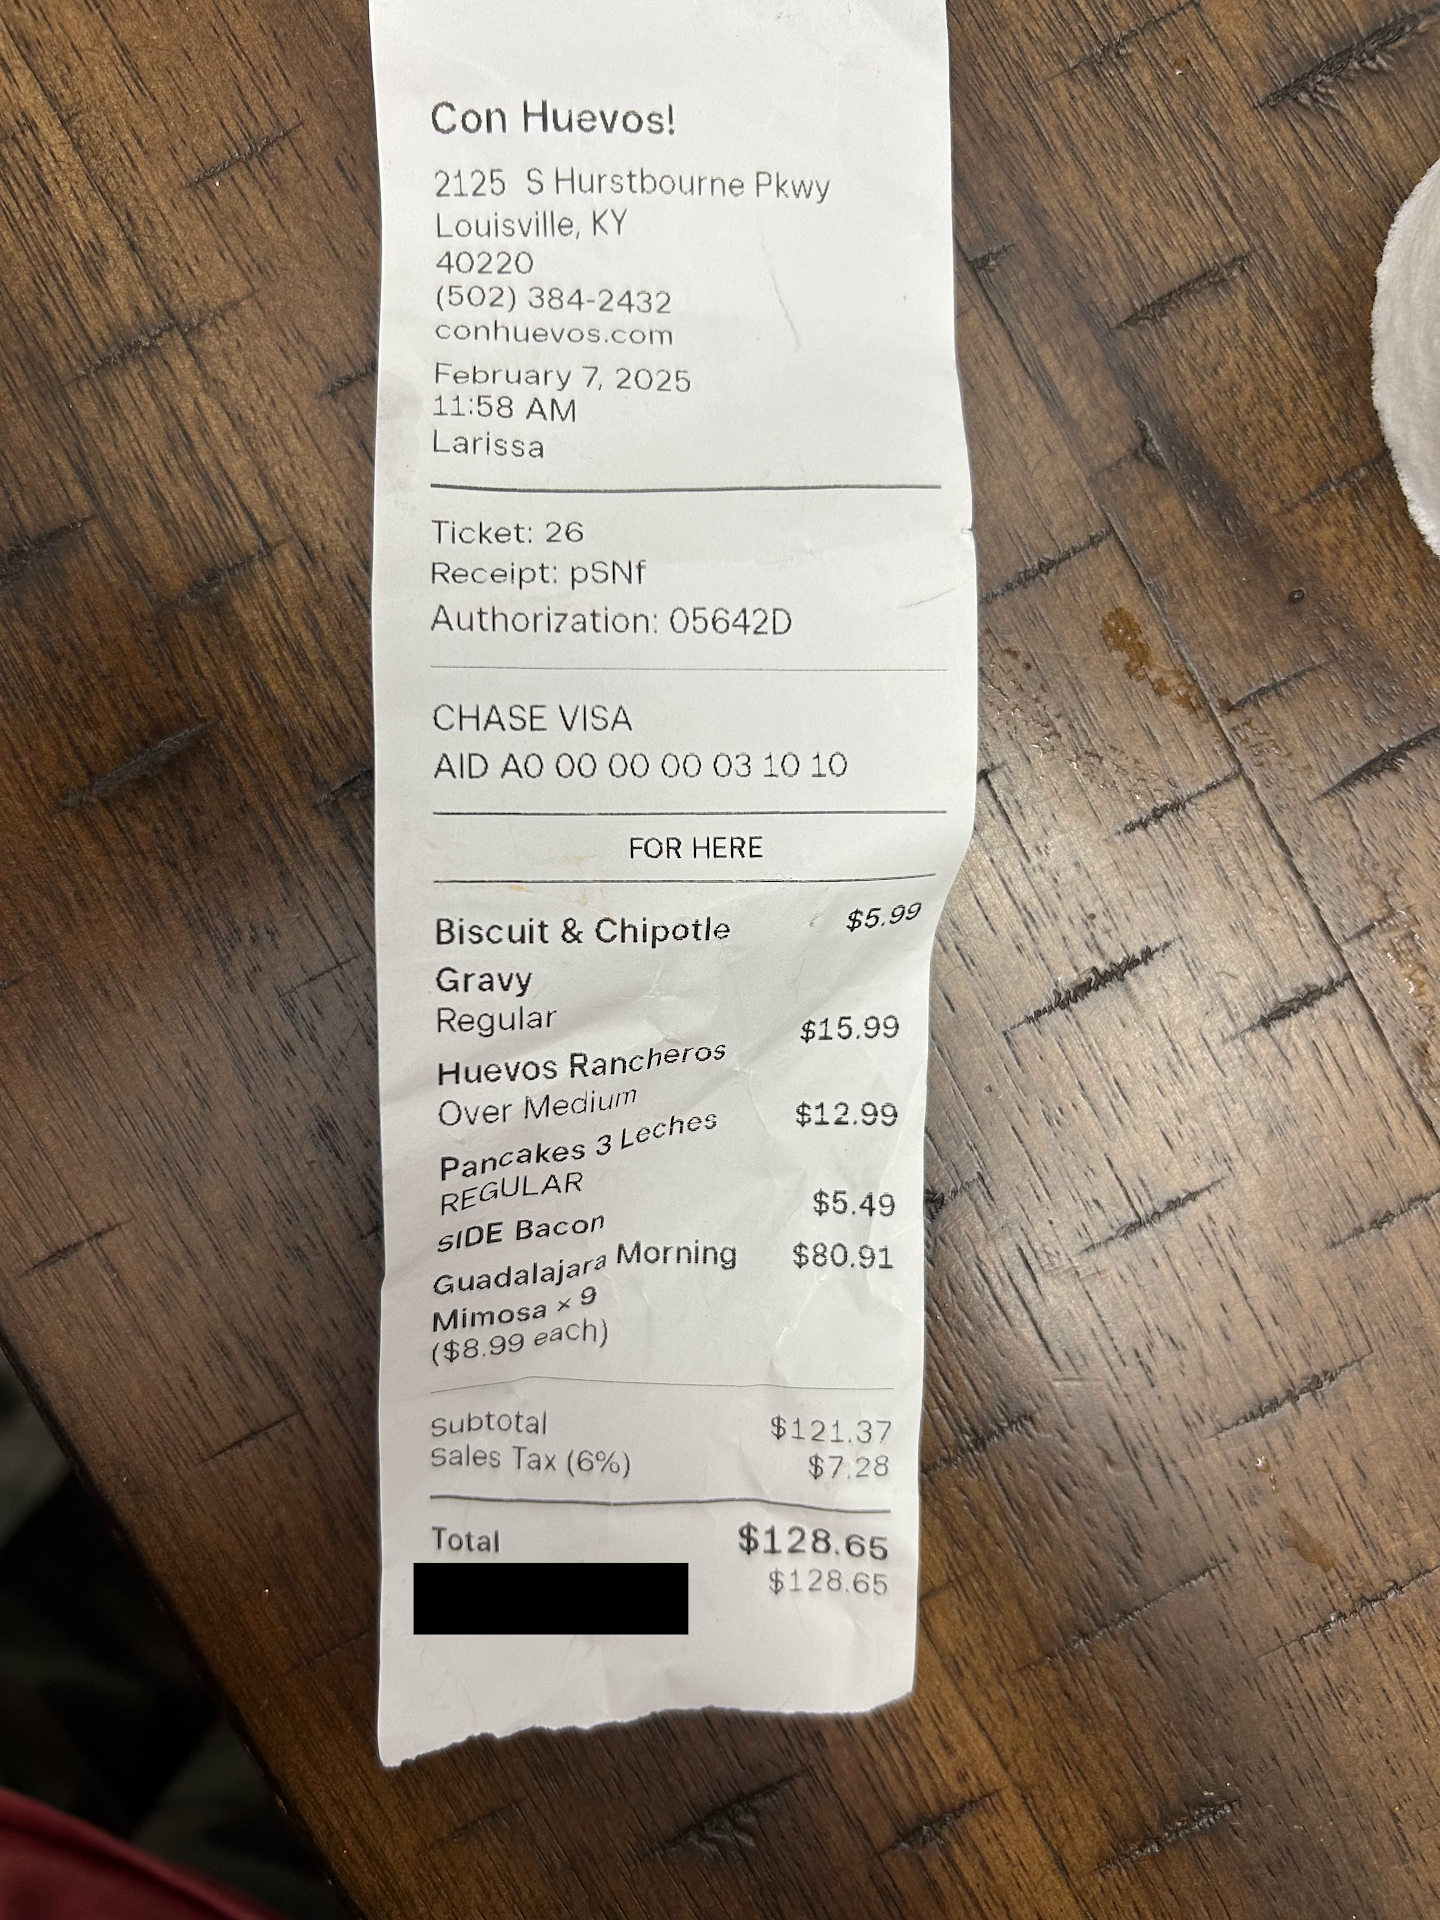 Con Huevos!
2125 S Hurstbourne Pkwy
Louisville, KY
40220
(502) 384-2432
conhuevos.com
February 7, 2025
11:58 AM
Larissa
Ticket: 26
Receipt: pSNf
Authorization: 05642D
CHASE VISA
AID A0 00 00 00 03 10 10
FOR HERE
Biscuit & Chipotle $5.99
Gravy
Regular
Huevos Rancheros $15.99
Over Medium
Pancakes 3 Leches $12.99
REGULAR
SIDE Bacon $5.49
Guadalajara Morning $80.91
Mimosa × 9
($8.99 each)
Subtotal $121.37
Sales Tax (6%) $7.28
Total $128.65
$128.65